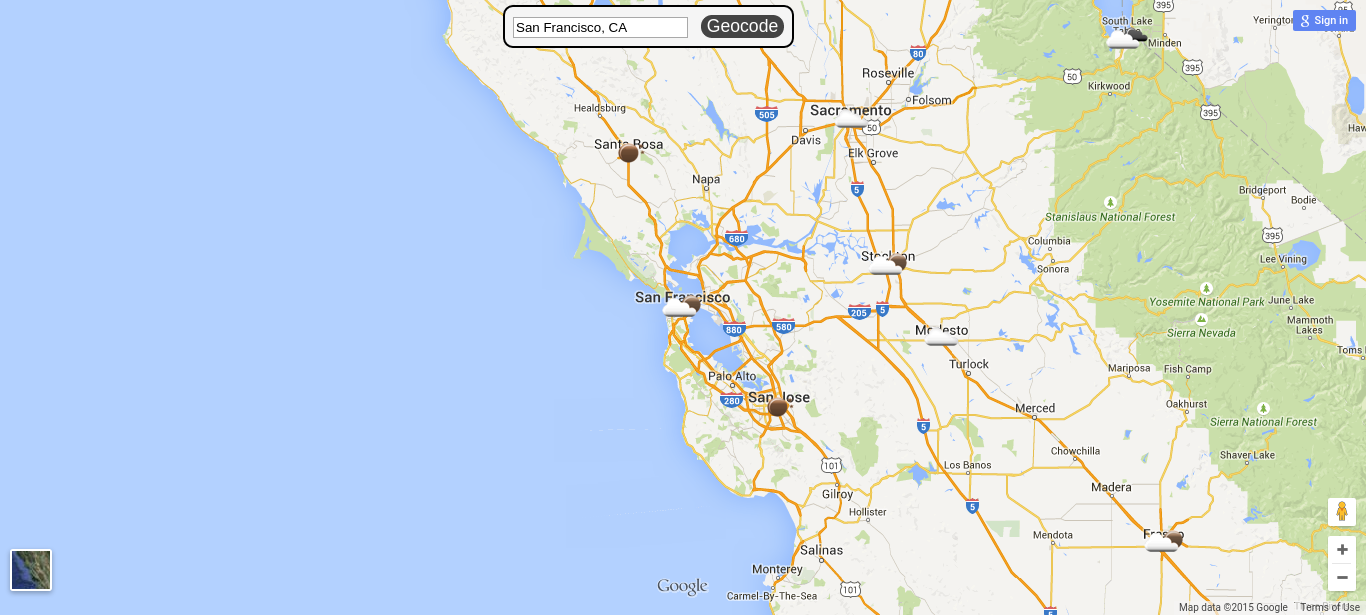 San Francisco, CA
Geocode
Sign in
395
South Lake
Minden
395
80
Roseville
50
Kirkwood
Folsom
395
Healdsburg
505
Sacramento
50
Davis
Santa Rosa
Elk Grove
Napa
5
Bridgeport
Bodie
Stanislaus National Forest
680
Columbia
395
Stockton
Sonora
Lee Vining
San Francisco
Yosemite National Park
June Lake
205
5
880
580
Modesto
Sierra Nevada
Mammoth
Lakes
Turlock
Mariposa
Fish Camp
Palo Alto
280
San Jose
Merced
Oakhurst
5
Sierra National Forest
Chowchilla
Shaver Lake
101
Los Banos
Gilroy
Madera
5
Hollister
Mendota
Fresno
Salinas
Monterey
Google
101
Carmel-By-The-Sea
5
Map data ©2015 Google
Terms of Use